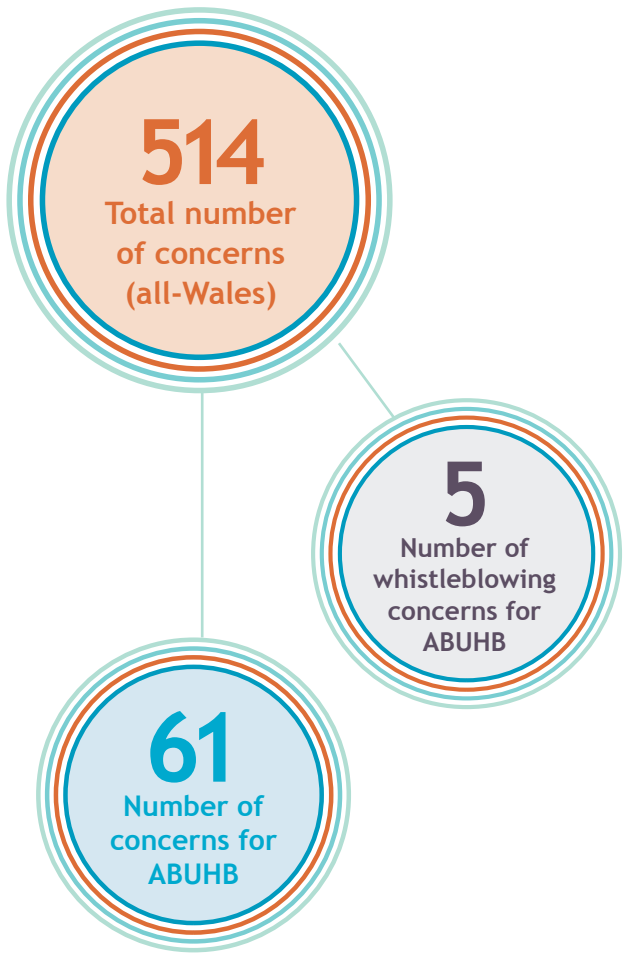 514
Total number
of concerns
(all-Wales)
5
Number of
whistleblowing
concerns for
ABUHB
61
Number of
concerns for
ABUHB